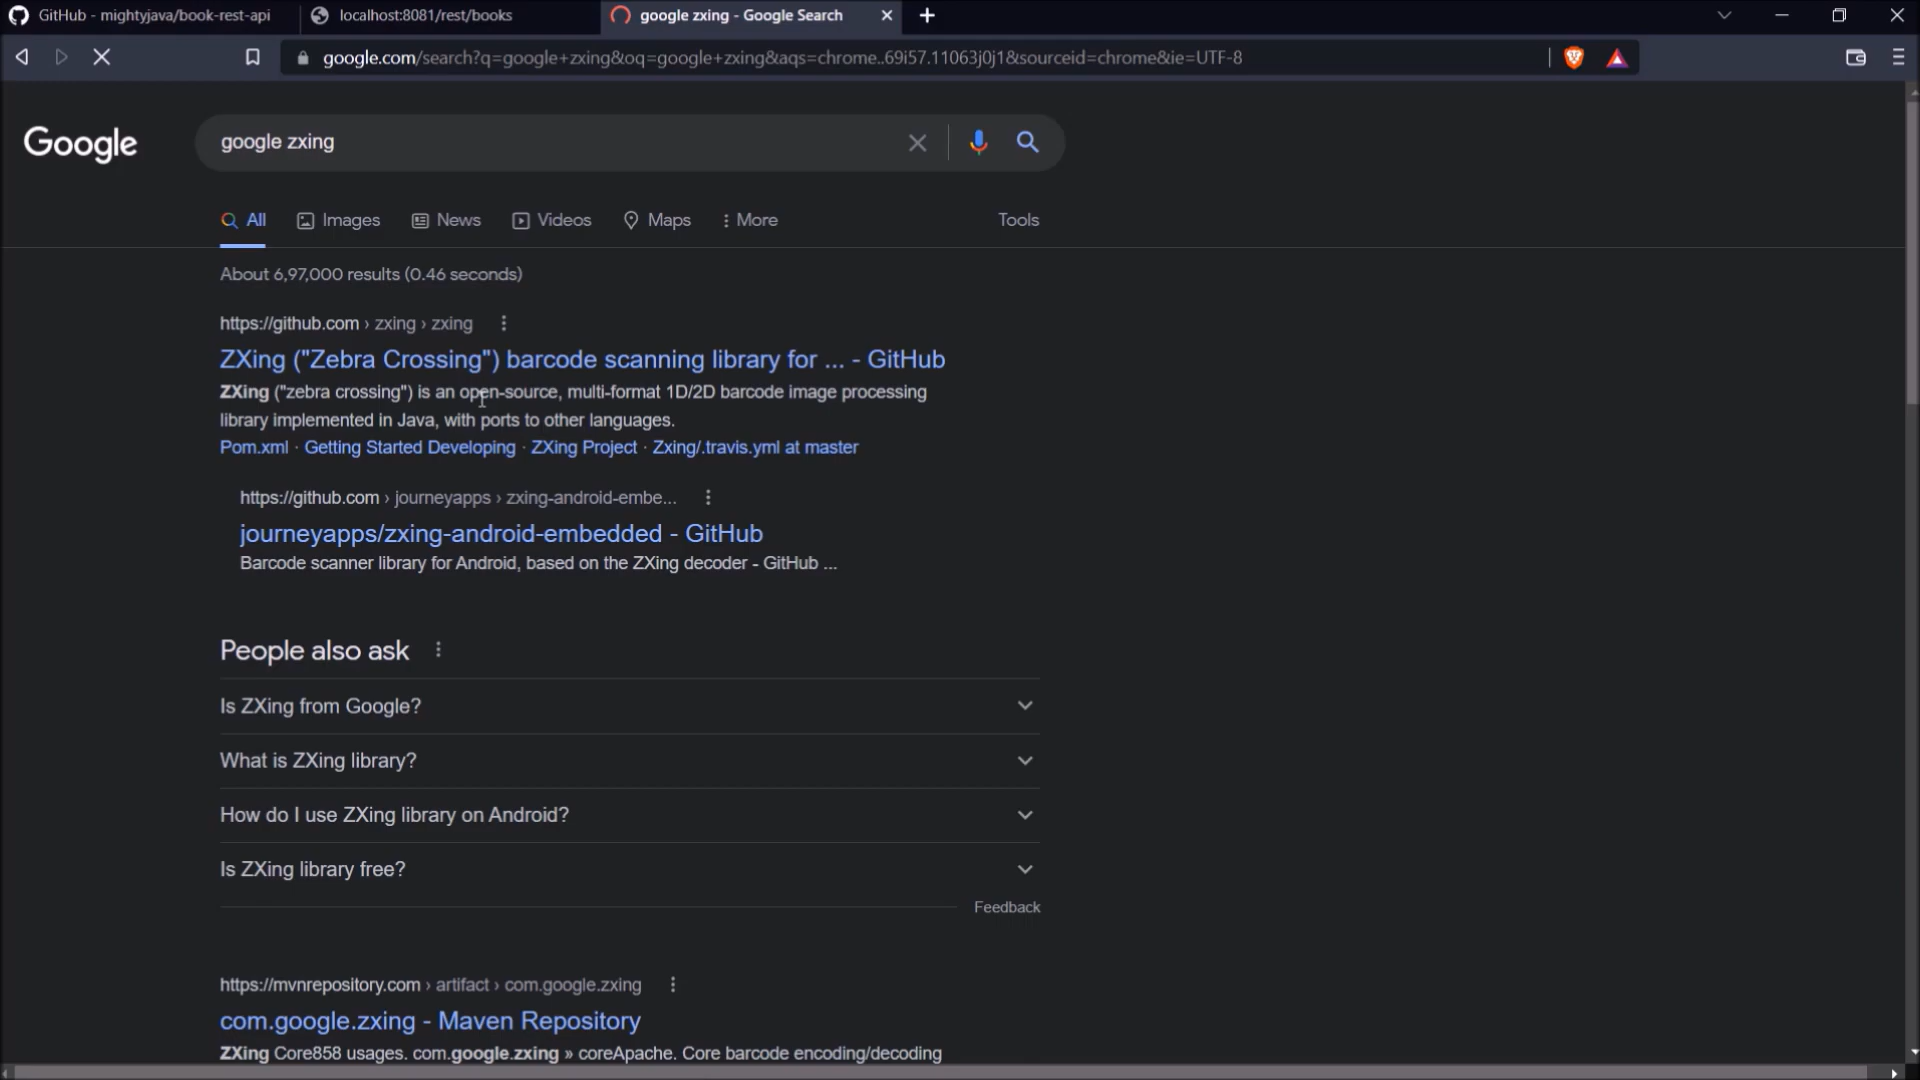 GitHub - mightyjava/book-rest-api
localhost:8081/rest/books
google zxing - Google Search
google.com/search?q=google+zxing&oq=google+zxing&aqs=chrome..69i57.11063j0j1&sourceid=chrome&ie=UTF-8
Google
google zxing
All
Images
News
Videos
Maps
More
Tools
About 6,97,000 results (0.46 seconds)
https://github.com › zxing › zxing
ZXing ("Zebra Crossing") barcode scanning library for ... - GitHub
ZXing ("zebra crossing") is an open-source, multi-format 1D/2D barcode image processing
library implemented in Java, with ports to other languages.
Pom.xml · Getting Started Developing · ZXing Project · Zxing/.travis.yml at master
https://github.com › journeyapps › zxing-android-embe...
journeyapps/zxing-android-embedded - GitHub
Barcode scanner library for Android, based on the ZXing decoder - GitHub ...
People also ask
Is ZXing from Google?
What is ZXing library?
How do I use ZXing library on Android?
Is ZXing library free?
Feedback
https://mvnrepository.com › artifact › com.google.zxing
com.google.zxing - Maven Repository
ZXing Core858 usages. com.google.zxing » coreApache. Core barcode encoding/decoding